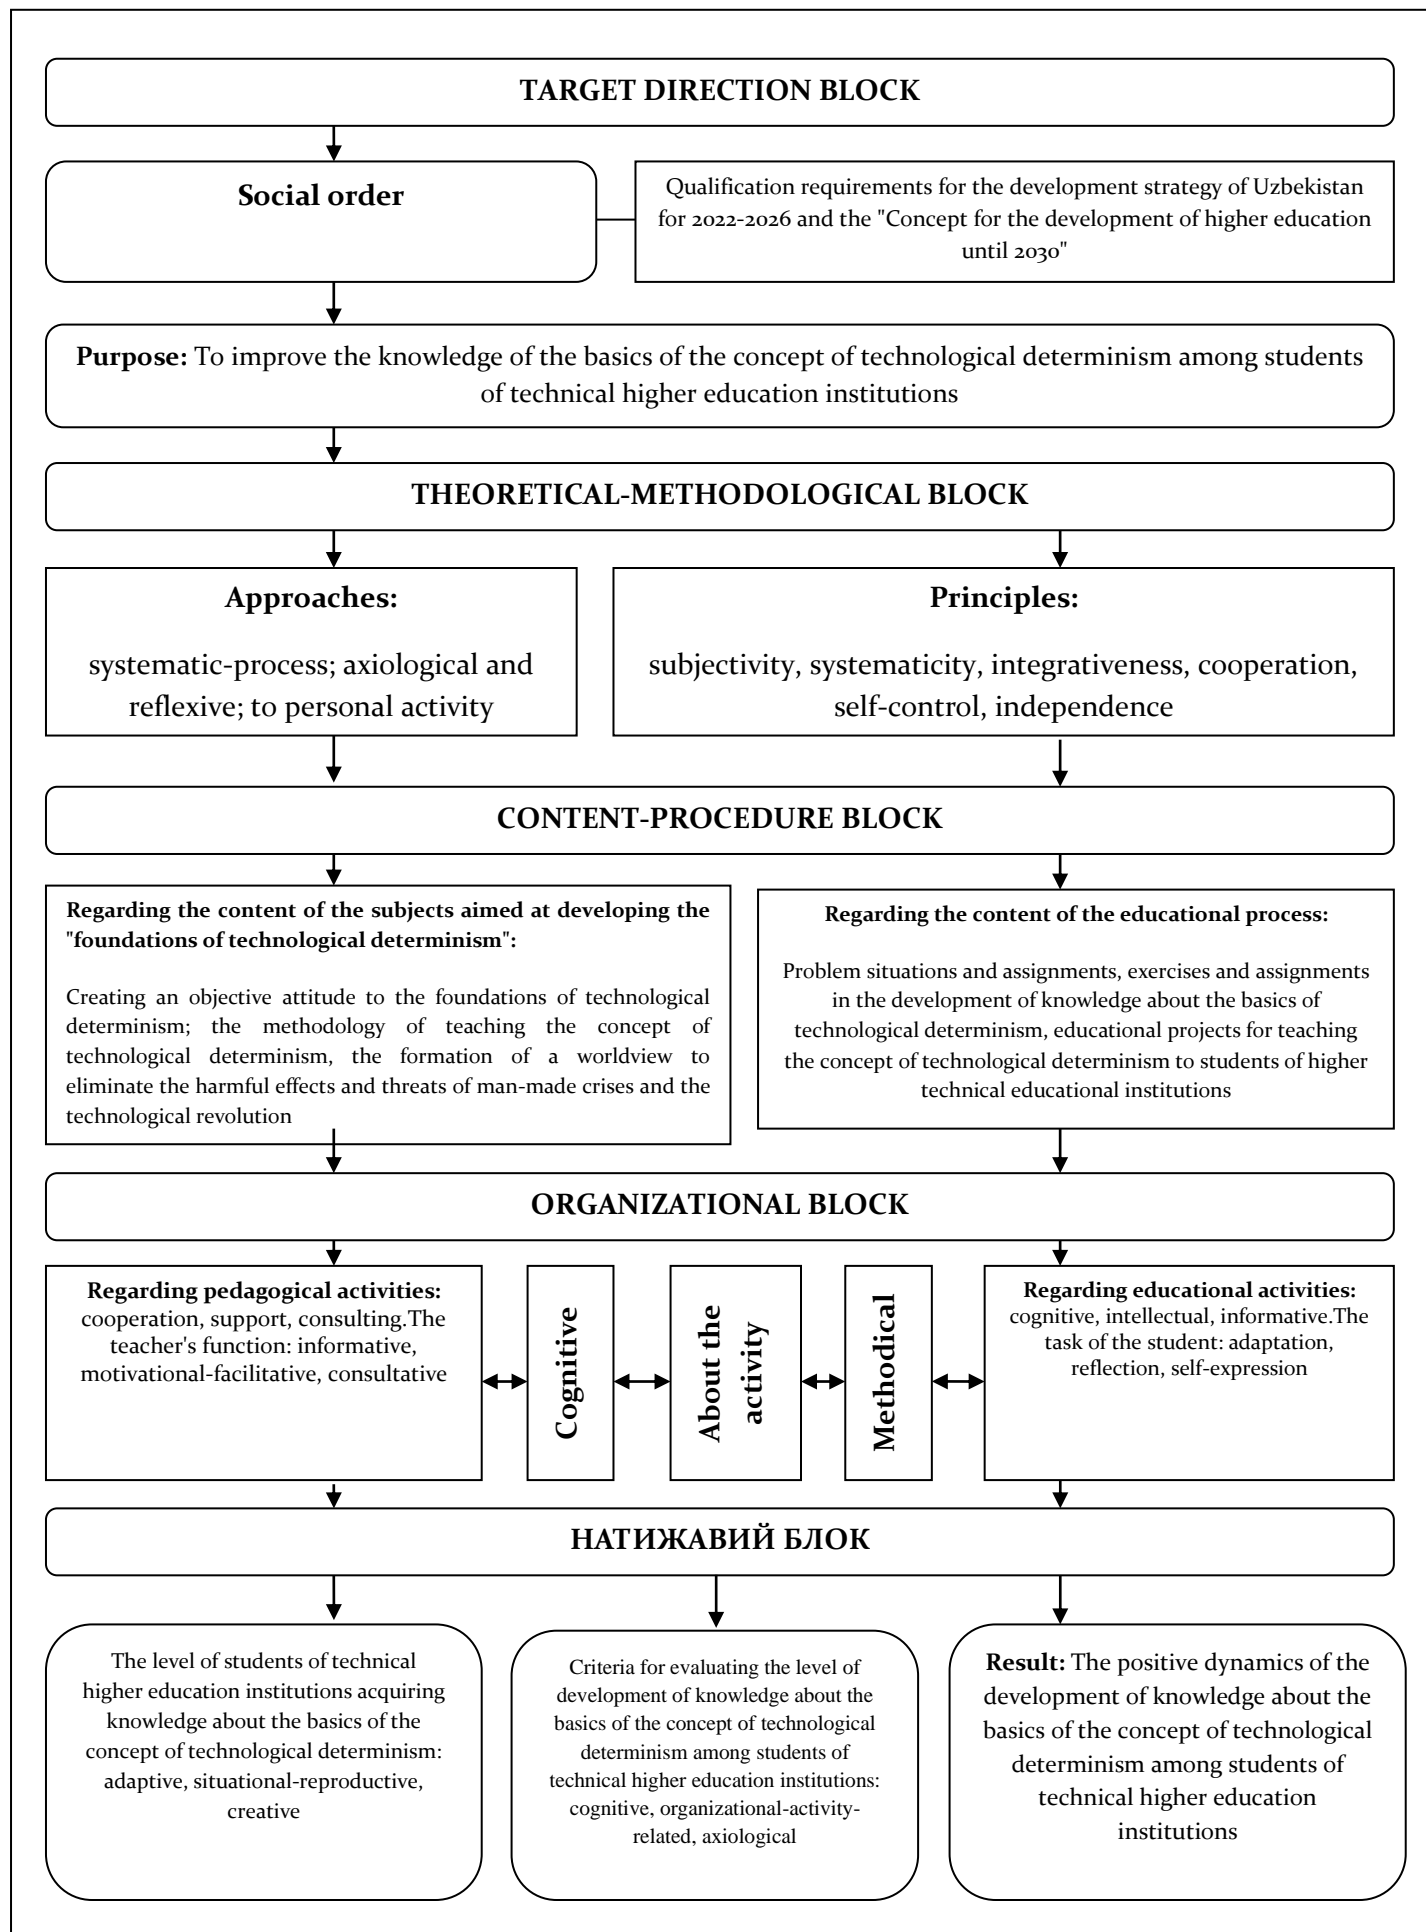 TARGET DIRECTION BLOCK
Social order
Qualification requirements for the development strategy of Uzbekistan
for 2022-2026 and the "Concept for the development of higher education
until 2030"
Purpose: To improve the knowledge of the basics of the concept of technological determinism among students
of technical higher education institutions
THEORETICAL-METHODOLOGICAL BLOCK
Approaches:
systematic-process; axiological and
reflexive; to personal activity
Principles:
subjectivity, systematicity, integrativeness, cooperation,
self-control, independence
CONTENT-PROCEDURE BLOCK
Regarding the content of the subjects aimed at developing the
"foundations of technological determinism":
Creating an objective attitude to the foundations of technological
determinism; the methodology of teaching the concept of
technological determinism, the formation of a worldview to
eliminate the harmful effects and threats of man-made crises and the
technological revolution
Regarding the content of the educational process:
Problem situations and assignments, exercises and assignments
in the development of knowledge about the basics of
technological determinism, educational projects for teaching
the concept of technological determinism to students of higher
technical educational institutions
ORGANIZATIONAL BLOCK
Regarding pedagogical activities:
cooperation, support, consulting.The
teacher's function: informative,
motivational-facilitative, consultative
Cognitive
About the
activity
Methodical
Regarding educational activities:
cognitive, intellectual, informative.The
task of the student: adaptation,
reflection, self-expression
НАТИЖАВИЙ БЛОК
The level of students of technical
higher education institutions acquiring
knowledge about the basics of the
concept of technological determinism:
adaptive, situational-reproductive,
creative
Criteria for evaluating the level of
development of knowledge about the
basics of the concept of technological
determinism among students of
technical higher education institutions:
cognitive, organizational-activity-
related, axiological
Result: The positive dynamics of the
development of knowledge about the
basics of the concept of technological
determinism among students of
technical higher education
institutions